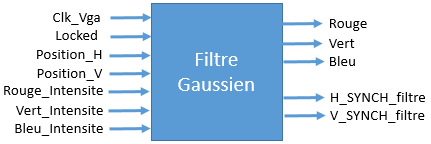 Clk_Vga
Locked
Position_H
Position_V
Rouge_Intensite
Vert_Intensite
Bleu_Intensite
Filtre
Gaussien
Rouge
Vert
Bleu
H_SYNCH_filtre
V_SYNCH_filtre